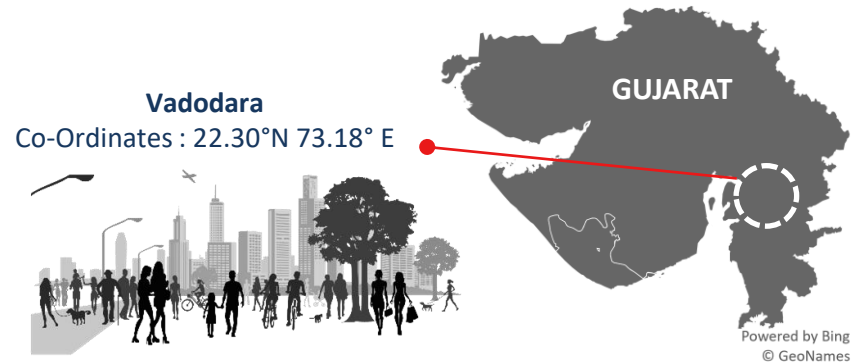 Vadodara
Co-Ordinates : 22.30°N 73.18° E
GUJARAT
Powered by Bing
© GeoNames